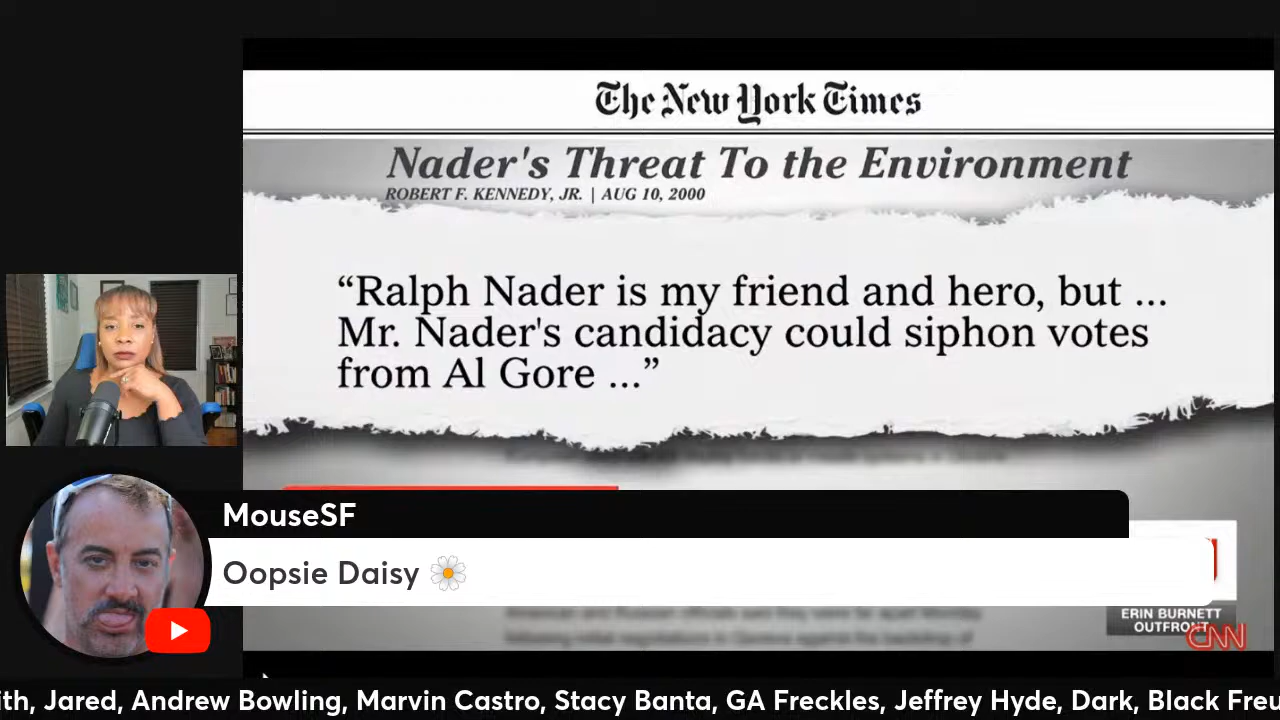 The New York Times
Nader's Threat To the Environment
ROBERT F. KENNEDY, JR. | AUG 10, 2000
“Ralph Nader is my friend and hero, but ...
Mr. Nader's candidacy could siphon votes
from Al Gore ...”
MouseSF
Oopsie Daisy
ERIN BURNETT
OUTFRONT
CNN
ith, Jared, Andrew Bowling, Marvin Castro, Stacy Banta, GA Freckles, Jeffrey Hyde, Dark, Black Freu